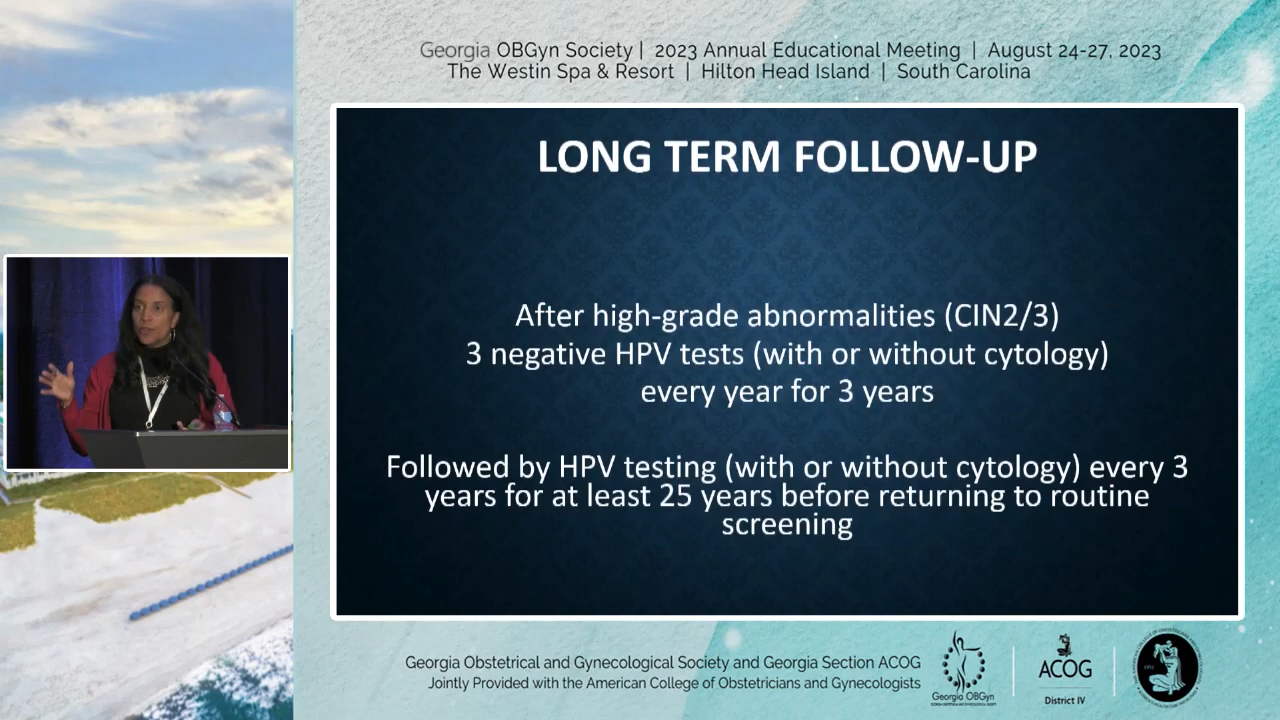 Georgia OBGyn Society | 2023 Annual Educational Meeting | August 24-27, 2023
The Westin Spa & Resort | Hilton Head Island | South Carolina
LONG TERM FOLLOW-UP
After high-grade abnormalities (CIN2/3)
3 negative HPV tests (with or without cytology)
every year for 3 years
Followed by HPV testing (with or without cytology) every 3
years for at least 25 years before returning to routine
screening
Georgia Obstetrical and Gynecological Society and Georgia Section ACOG
Jointly Provided with the American College of Obstetricians and Gynecologists
Georgia OBGyn
ACOG
District IV